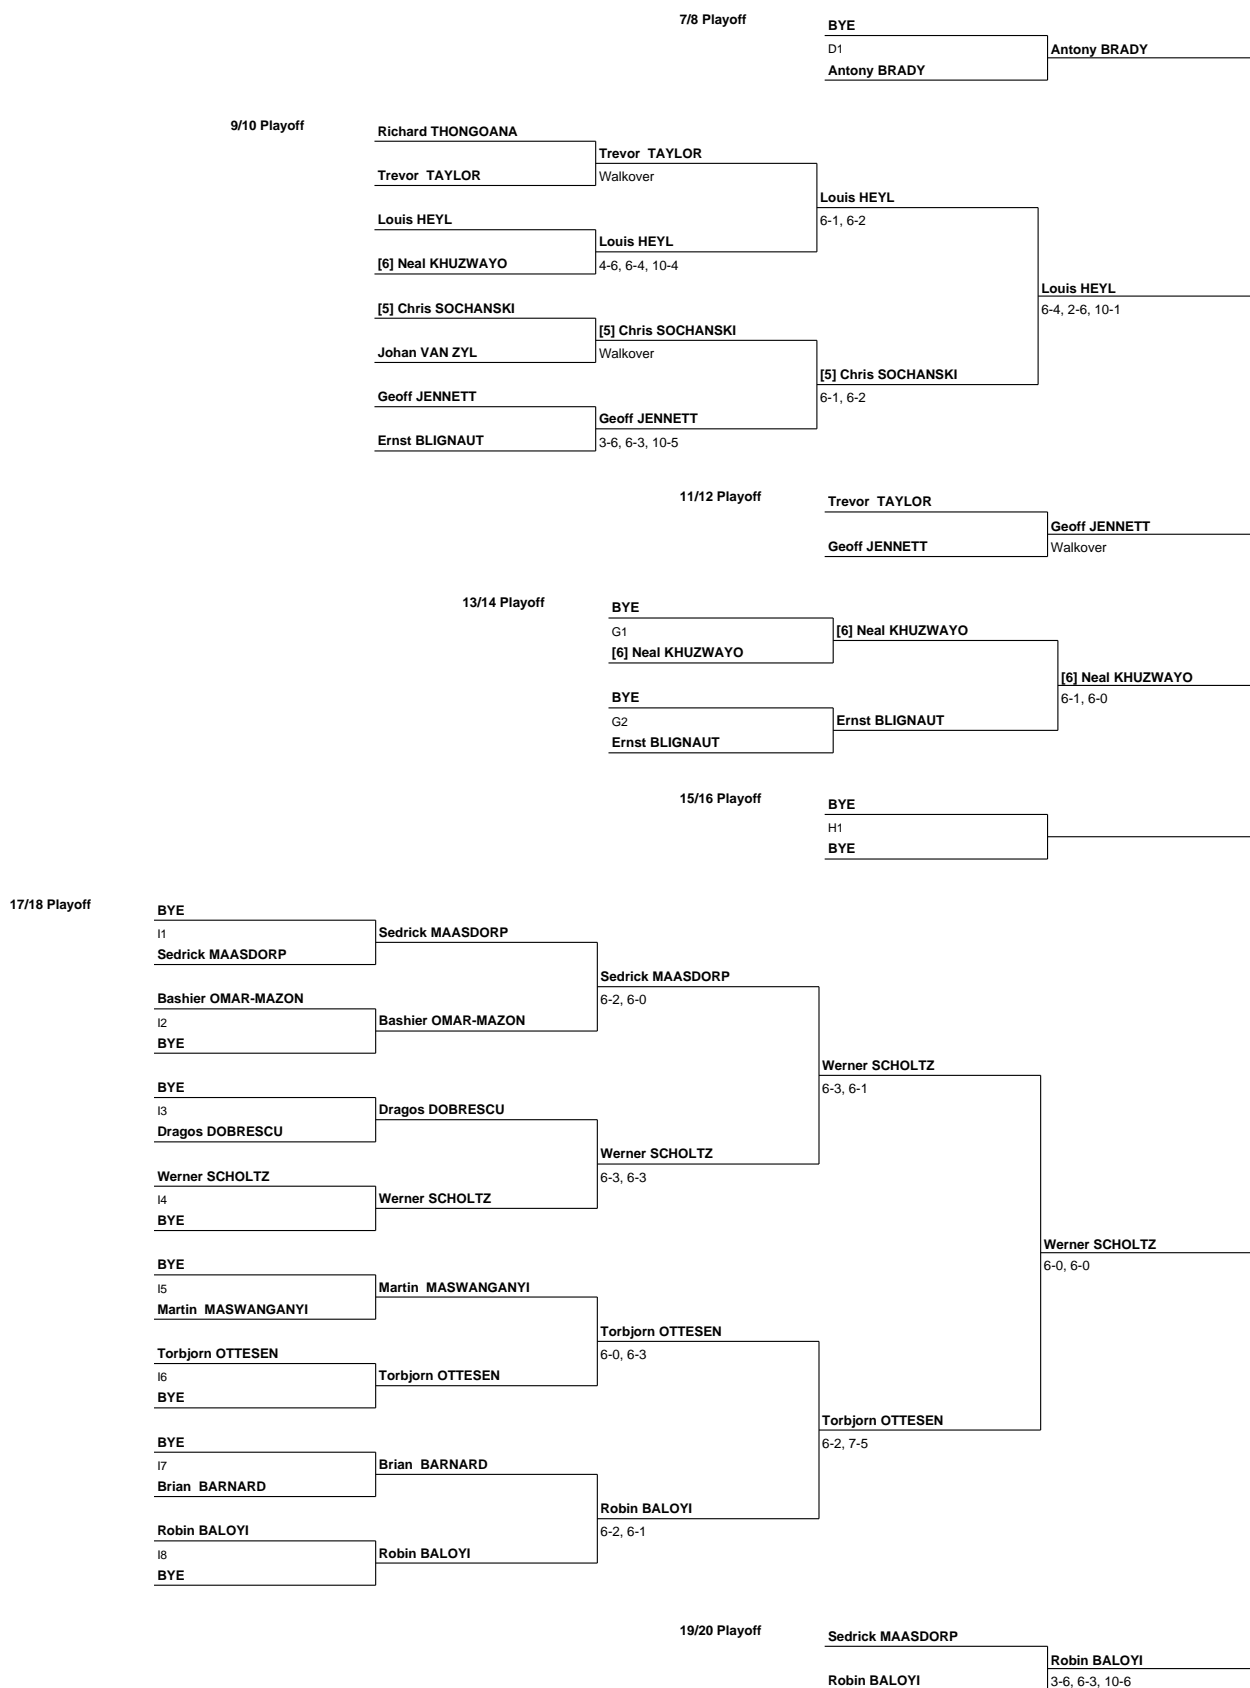 7/8 Playoff
BYE
D1
Antony BRADY
Antony BRADY
9/10 Playoff
Richard THONGOANA
Trevor TAYLOR
Trevor TAYLOR
Walkover
Louis HEYL
6-1, 6-2
Louis HEYL
Louis HEYL
[6] Neal KHUZWAYO
4-6, 6-4, 10-4
Louis HEYL
6-4, 2-6, 10-1
[5] Chris SOCHANSKI
[5] Chris SOCHANSKI
Johan VAN ZYL
Walkover
[5] Chris SOCHANSKI
6-1, 6-2
Geoff JENNETT
Geoff JENNETT
Ernst BLIGNAUT
3-6, 6-3, 10-5
11/12 Playoff
Trevor TAYLOR
Geoff JENNETT
Geoff JENNETT
Walkover
13/14 Playoff
BYE
G1
[6] Neal KHUZWAYO
[6] Neal KHUZWAYO
[6] Neal KHUZWAYO
6-1, 6-0
BYE
G2
Ernst BLIGNAUT
Ernst BLIGNAUT
15/16 Playoff
BYE
H1
BYE
17/18 Playoff
BYE
I1
Sedrick MAASDORP
Sedrick MAASDORP
Sedrick MAASDORP
6-2, 6-0
Bashier OMAR-MAZON
I2
Bashier OMAR-MAZON
BYE
Werner SCHOLTZ
6-3, 6-1
BYE
I3
Dragos DOBRESCU
Dragos DOBRESCU
Werner SCHOLTZ
6-3, 6-3
Werner SCHOLTZ
I4
Werner SCHOLTZ
BYE
Werner SCHOLTZ
6-0, 6-0
BYE
I5
Martin MASWANGANYI
Martin MASWANGANYI
Torbjorn OTTESEN
6-0, 6-3
Torbjorn OTTESEN
I6
Torbjorn OTTESEN
BYE
Torbjorn OTTESEN
6-2, 7-5
BYE
I7
Brian BARNARD
Brian BARNARD
Robin BALOYI
6-2, 6-1
Robin BALOYI
I8
Robin BALOYI
BYE
19/20 Playoff
Sedrick MAASDORP
Robin BALOYI
Robin BALOYI
3-6, 6-3, 10-6